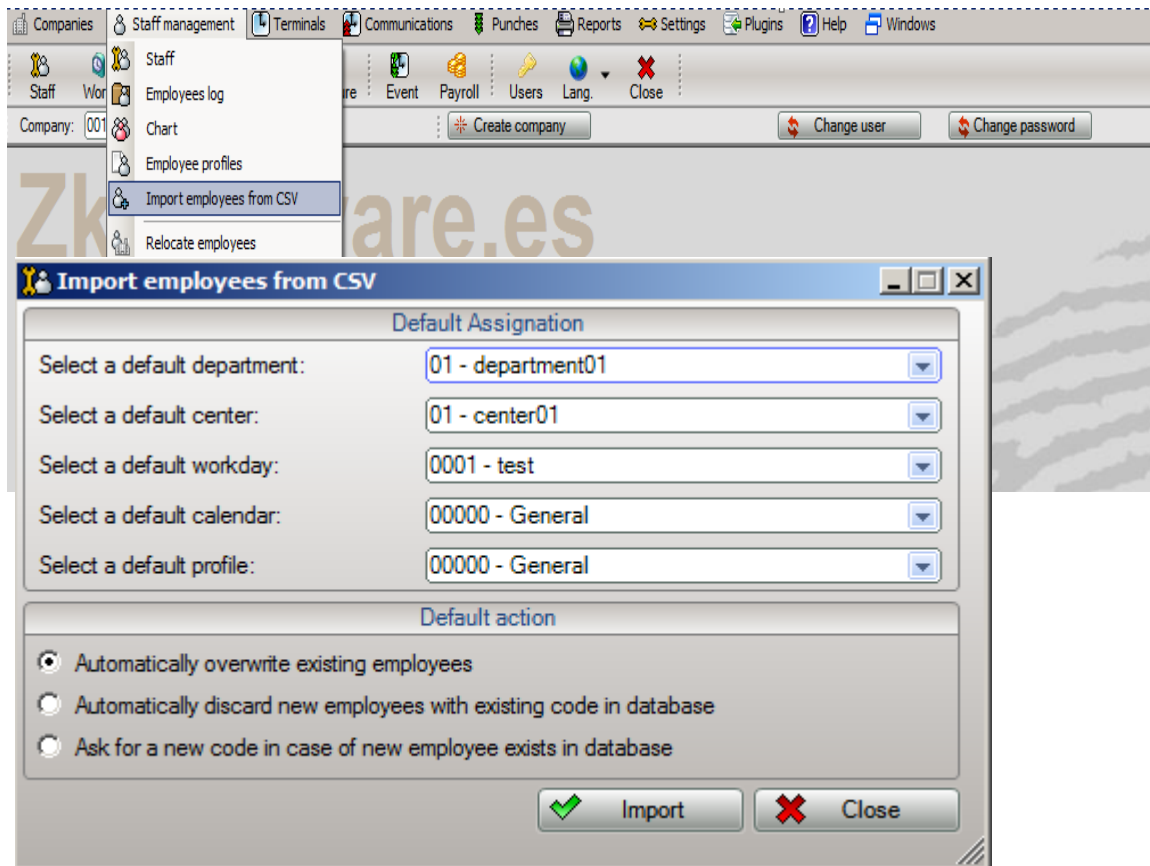 Companies Staff management Terminals Communications Punches Reports Settings Plugins Help Windows
Staff
Employees log
Chart
Employee profiles
Import employees from CSV
Relocate employees
Staff Event Payroll Users Lang. Close
Company: 001 Create company Change user Change password
Import employees from CSV
Default Assignation
Select a default department: 01 - department01
Select a default center: 01 - center01
Select a default workday: 0001 - test
Select a default calendar: 00000 - General
Select a default profile: 00000 - General
Default action
Automatically overwrite existing employees
Automatically discard new employees with existing code in database
Ask for a new code in case of new employee exists in database
Import Close